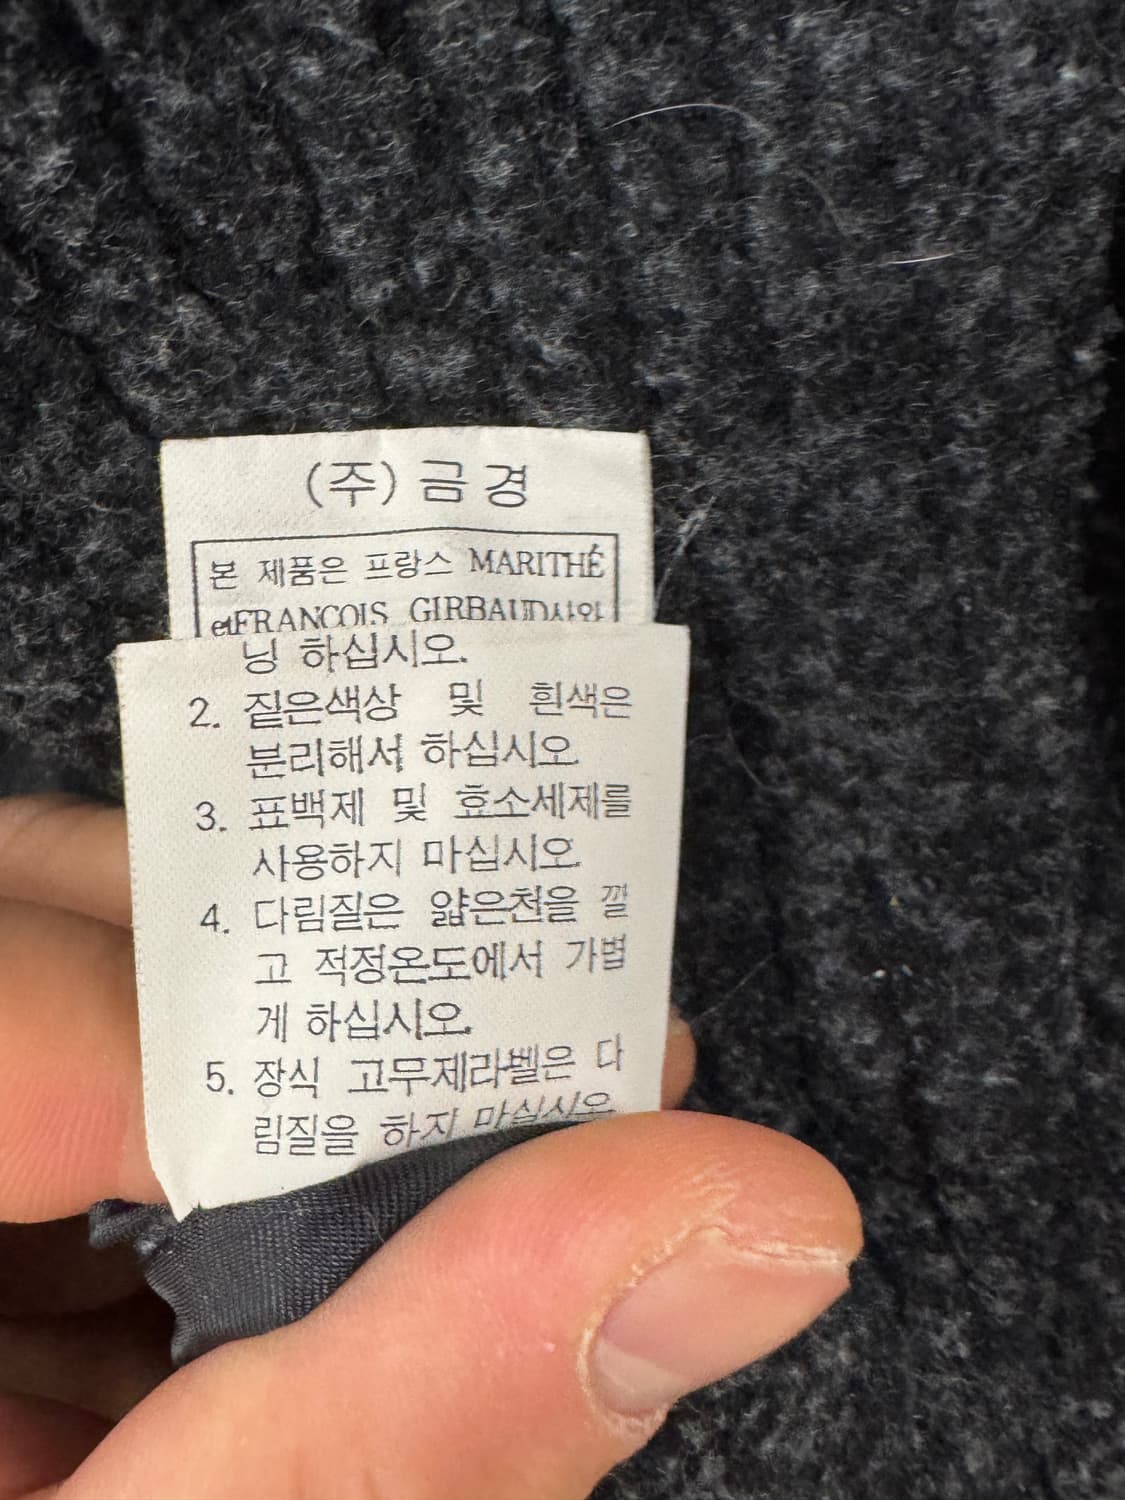 (주) 금경
본 제품은 프랑스 MARITHÉ
etFRANCOIS GIRBAUD사와
닝 하십시오.
2. 짙은색상 및 흰색은
분리해서 하십시오.
3. 표백제 및 효소세제를
사용하지 마십시오.
4. 다림질은 얇은천을 깔
고 적정온도에서 가볍
게 하십시오.
5. 장식 고무제라벨은 다
림질을 하지 마십시오